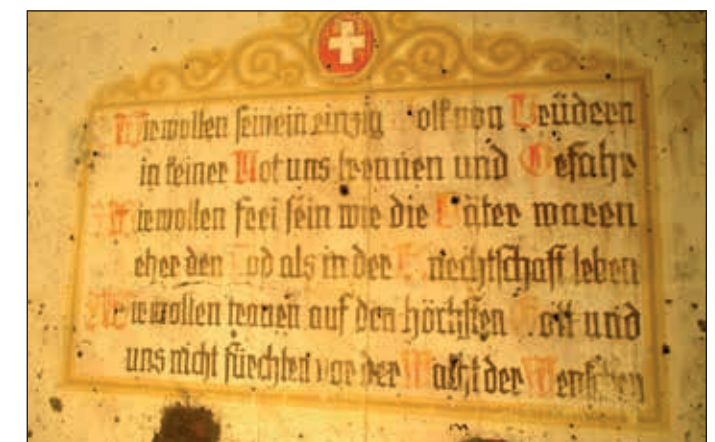 Wir wollen sein ein einzig Volk von Brüdern
in keiner Not uns trennen und Gefahr
Wir wollen frei sein wie die Väter waren
eher den Tod als in der Knechtschaft leben
Wir wollen trauen auf den höchsten Gott und
uns nicht fürchten vor der Macht der Menschen